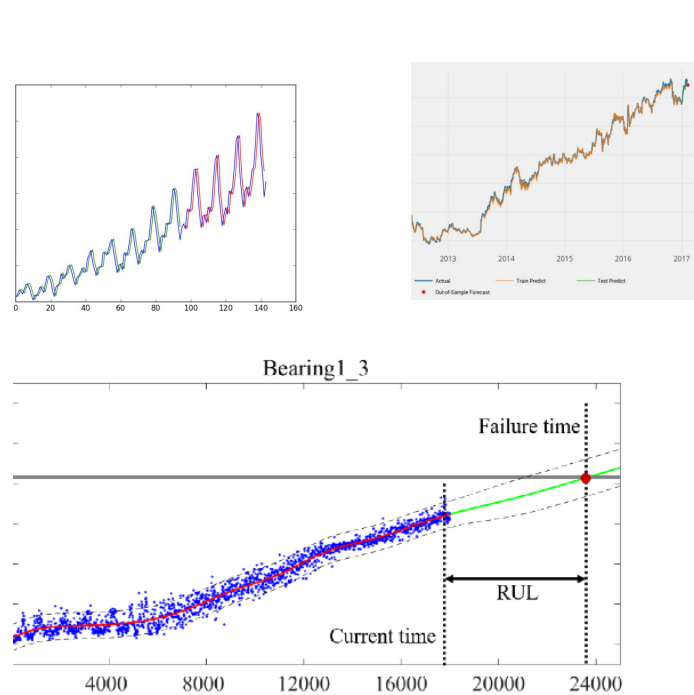 0 20 40 60 80 100 120 140 160
2013 2014 2015 2016 2017
Actual Train Predict Test Predict
Out-of-Sample Forecast
Bearing1_3
Failure time
RUL
Current time
4000 8000 12000 16000 20000 24000